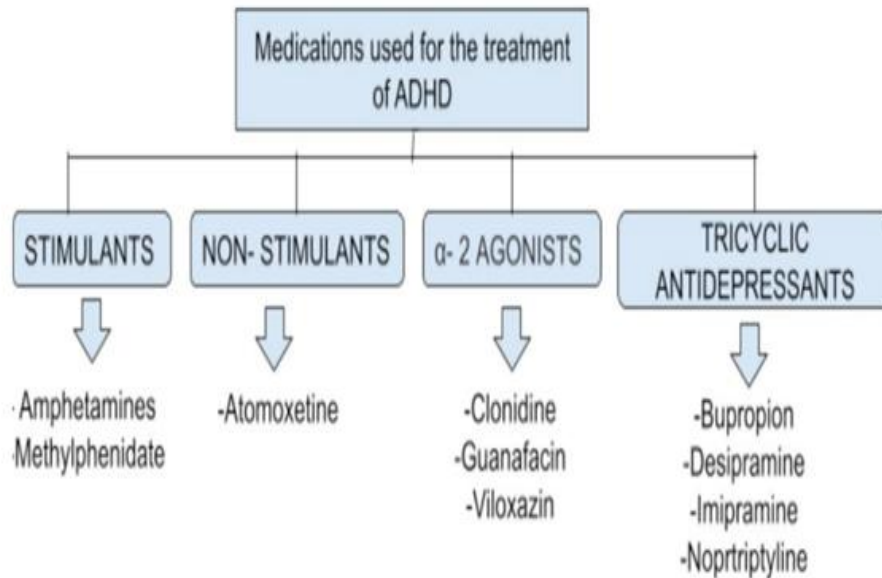 Medications used for the treatment
of ADHD
STIMULANTS
NON- STIMULANTS
α- 2 AGONISTS
TRICYCLIC
ANTIDEPRESSANTS
-Amphetamines
-Methylphenidate
-Atomoxetine
-Clonidine
-Guanafacin
-Viloxazin
-Bupropion
-Desipramine
-Imipramine
-Noprtriptyline